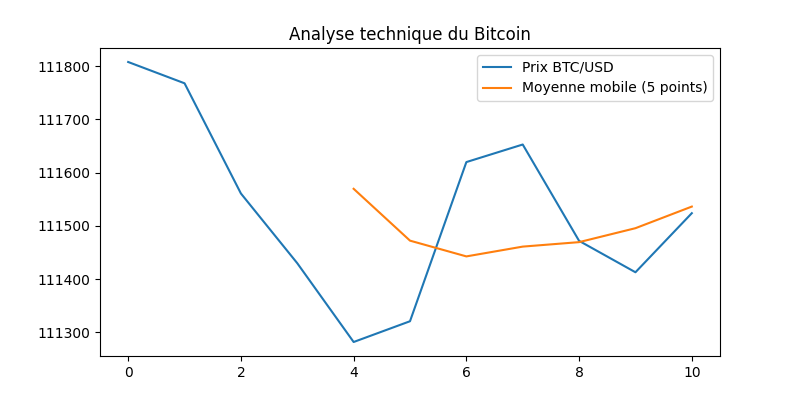 Analyse technique du Bitcoin
Prix BTC/USD
Moyenne mobile (5 points)
111800
111700
111600
111500
111400
111300
0 2 4 6 8 10